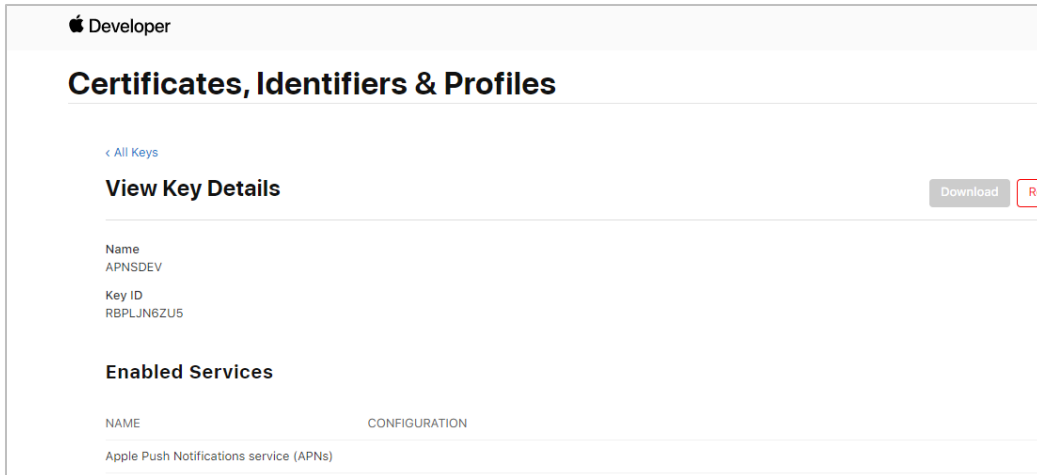 Developer
Certificates, Identifiers & Profiles
‹ All Keys
View Key Details
Download
Name
APNSDEV
Key ID
RBPLJN6ZU5
Enabled Services
NAME CONFIGURATION
Apple Push Notifications service (APNs)